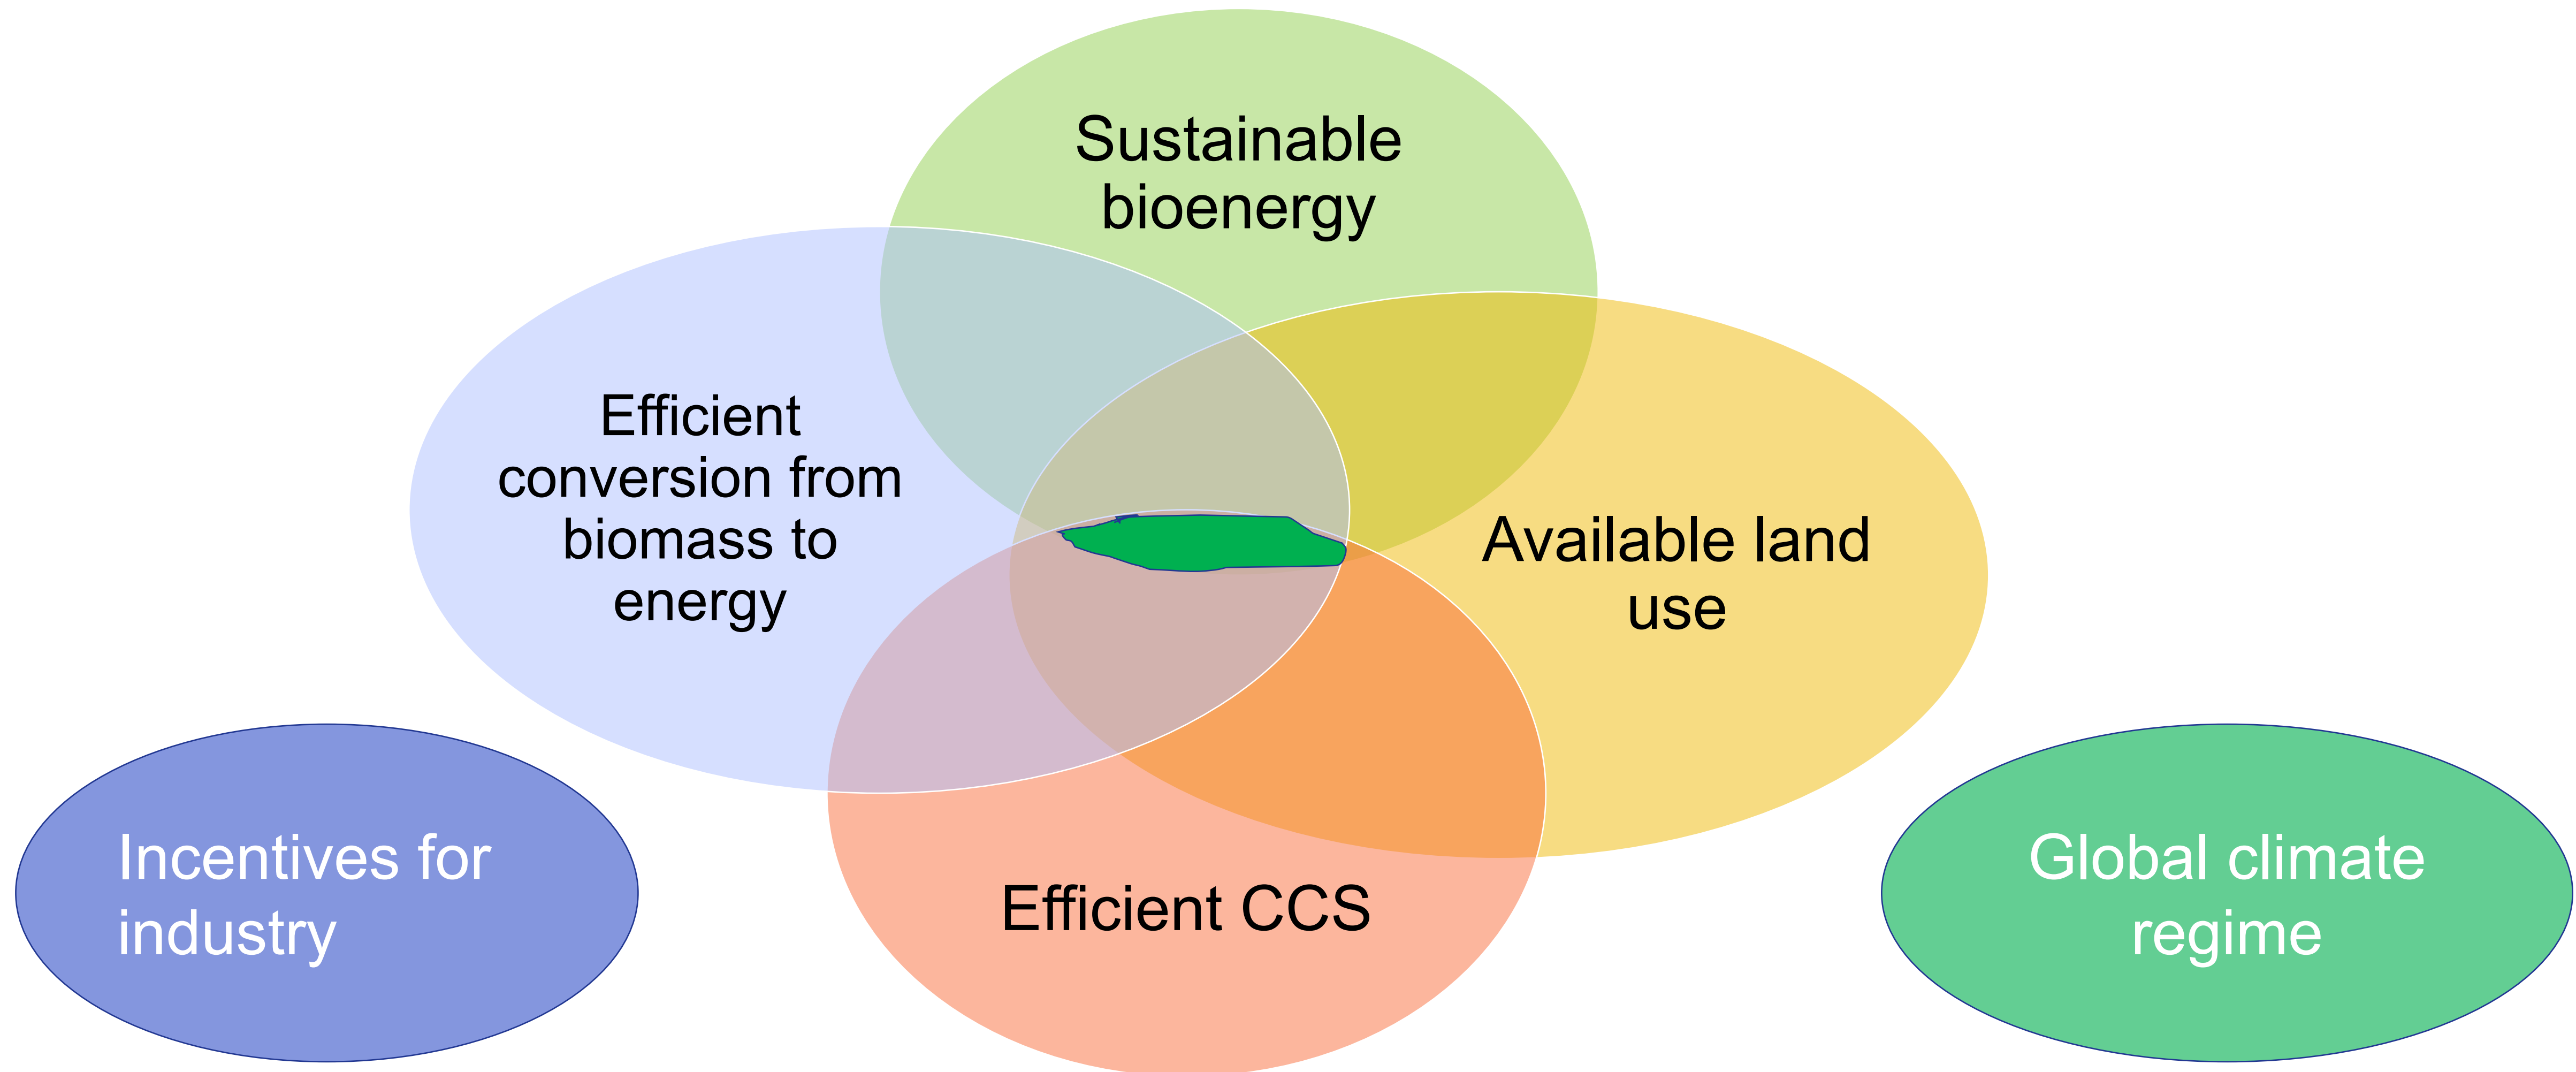 Sustainable
bioenergy
Efficient
conversion from
biomass to
energy
Available land
use
Efficient CCS
Incentives for
industry
Global climate
regime